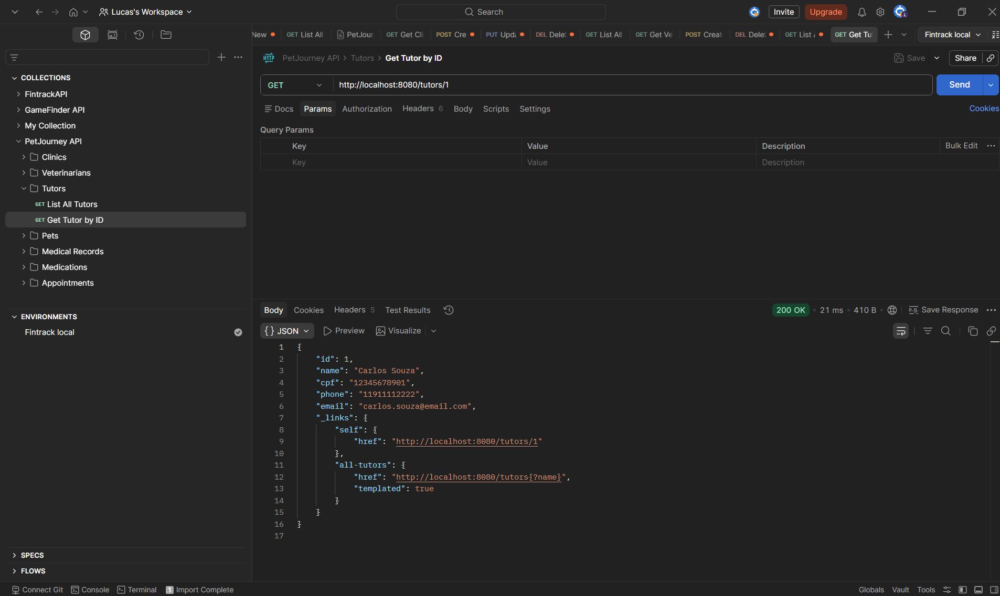 Lucas's Workspace
Search
Invite
Upgrade
New
GET List All
PetJour
GET Get Cli
POST Cre
PUT Upd
DEL Dele
GET List All
GET Get Ve
POST Creat
DEL Dele
GET List
GET Get Tu
Fintrack local
HTTP PetJourney API > Tutors > Get Tutor by ID
Save
Share
GET http://localhost:8080/tutors/1
Send
Docs Params Authorization Headers 6 Body Scripts Settings
Cookies
Query Params
Key Value Description Bulk Edit
Key Value Description
COLLECTIONS
FintrackAPI
GameFinder API
My Collection
PetJourney API
Clinics
Veterinarians
Tutors
GET List All Tutors
GET Get Tutor by ID
Pets
Medical Records
Medications
Appointments
ENVIRONMENTS
Fintrack local
SPECS
FLOWS
Body Cookies Headers 5 Test Results
200 OK • 21 ms • 410 B
e.g. Save Response
{} JSON Preview Visualize
1 {
2 "id": 1,
3 "name": "Carlos Souza",
4 "cpf": "12345678901",
5 "phone": "11911112222",
6 "email": "carlos.souza@email.com",
7 "_links": {
8 "self": {
9 "href": "http://localhost:8080/tutors/1"
10 },
11 "all-tutors": {
12 "href": "http://localhost:8080/tutors{?name}",
13 "templated": true
14 }
15 }
16 }
17
Connect Git Console Terminal 1 Import Complete
Globals Vault Tools